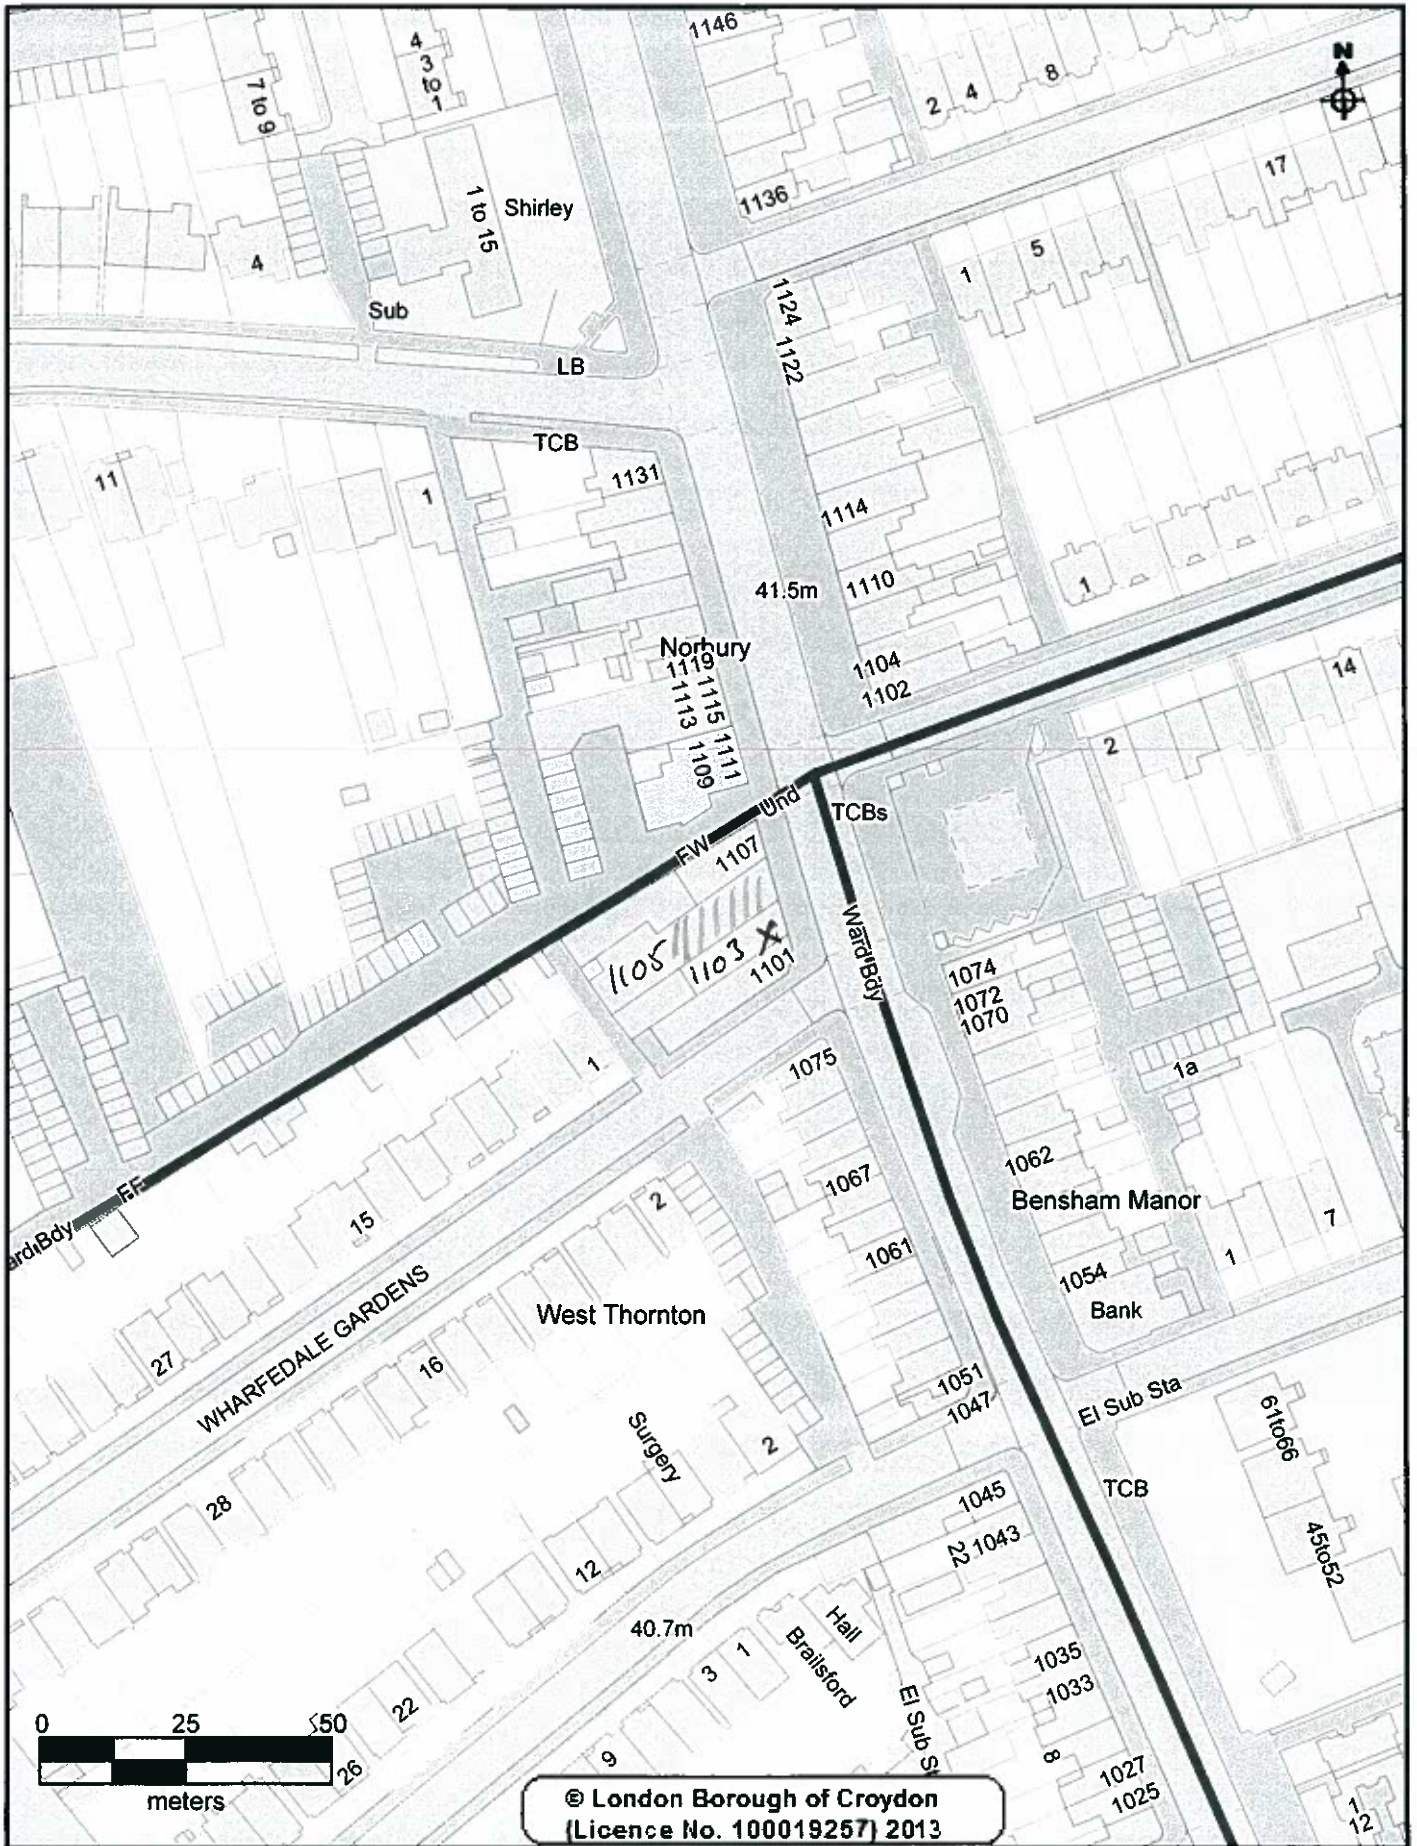 1146
N
4
3
to
1
7 to 9
2
4
8
17
1136
1 to 15
Shirley
4
5
1
Sub
1124
1122
LB
TCB
1131
11
1
1114
41.5m
1110
1
Norbury
1119
1115
1113
1111
1109
1104
1102
14
2
Und
TCBs
FW
1107
Ward Bdy
1105
1103 X
1101
1074
1072
1070
1
1075
1a
1062
1067
Bensham Manor
FF
ard Bdy
15
2
7
1061
1
1054
Bank
WHARFEDALE GARDENS
West Thornton
27
16
1051
1047
El Sub Sta
61to66
Surgery
2
28
TCB
1045
22
1043
45to52
12
40.7m
Hall
Brailsford
1
3
1035
1033
El Sub St
22
26
9
8
1027
1025
1
12
0 25 50
meters
© London Borough of Croydon
(Licence No. 100019257) 2013